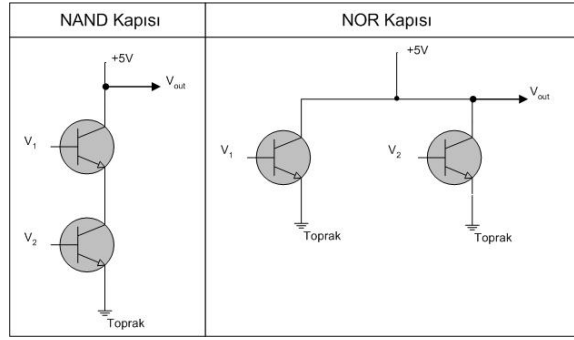 NAND Kapısı
+5V
Vout
V1
V2
Toprak
NOR Kapısı
+5V
Vout
V1
V2
Toprak
Toprak